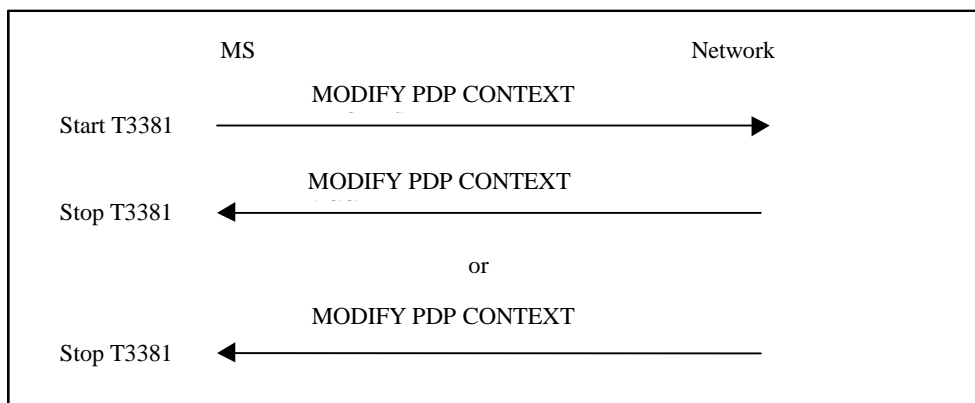 MS Network
MODIFY PDP CONTEXT
Start T3381
MODIFY PDP CONTEXT
Stop T3381
or
MODIFY PDP CONTEXT
Stop T3381